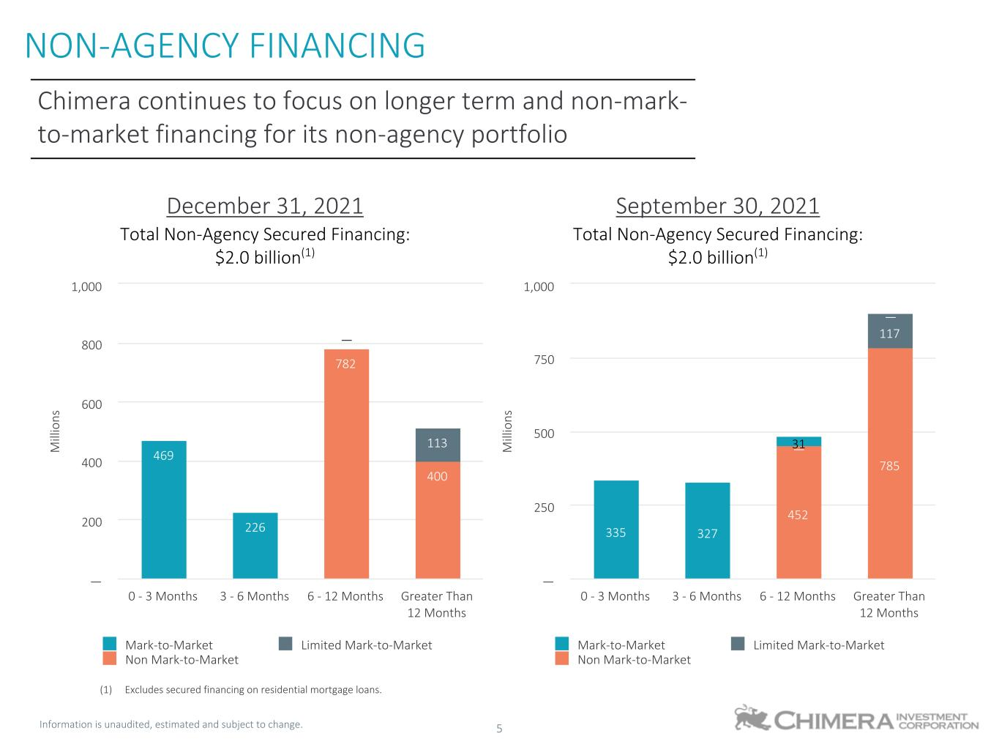 NON-AGENCY FINANCING
Chimera continues to focus on longer term and non-mark-
to-market financing for its non-agency portfolio
December 31, 2021
Total Non-Agency Secured Financing:
$2.0 billion(1)
Millions
1,000
800
600
400
200
—
469
226
—
782
113
400
0 - 3 Months
3 - 6 Months
6 - 12 Months
Greater Than
12 Months
Mark-to-Market
Limited Mark-to-Market
Non Mark-to-Market
September 30, 2021
Total Non-Agency Secured Financing:
$2.0 billion(1)
Millions
1,000
750
500
250
—
335
327
31
—
452
—
117
785
0 - 3 Months
3 - 6 Months
6 - 12 Months
Greater Than
12 Months
Mark-to-Market
Limited Mark-to-Market
Non Mark-to-Market
(1) Excludes secured financing on residential mortgage loans.
Information is unaudited, estimated and subject to change.
5
CHIMERA INVESTMENT
CORPORATION